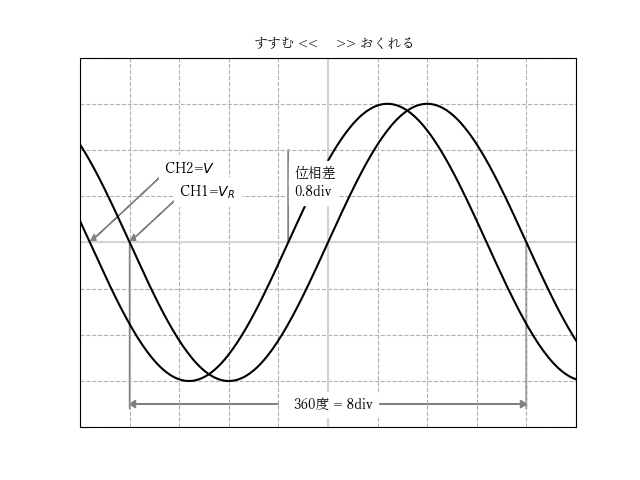 すすむ << >> おくれる
CH2=V
CH1=V_R
位相差
0.8div
360度 = 8div